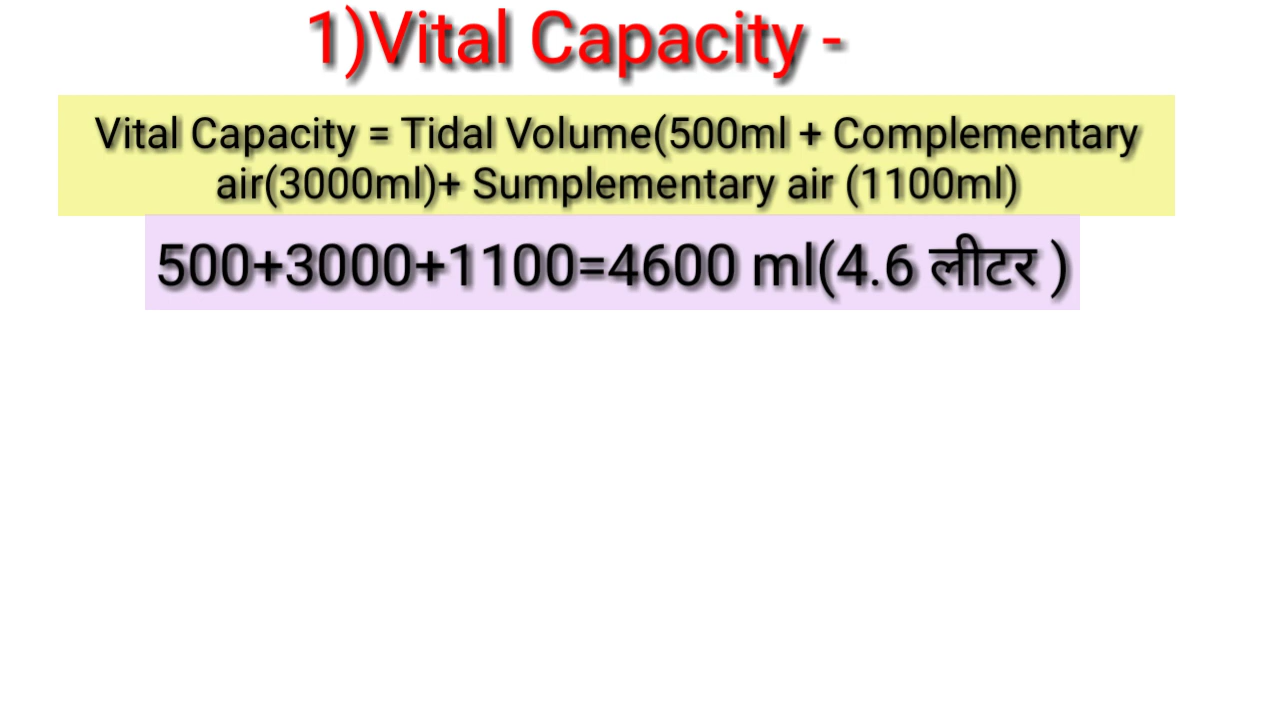 1)Vital Capacity -
Vital Capacity = Tidal Volume(500ml + Complementary
air(3000ml)+ Sumplementary air (1100ml)
500+3000+1100=4600 ml(4.6 लीटर )